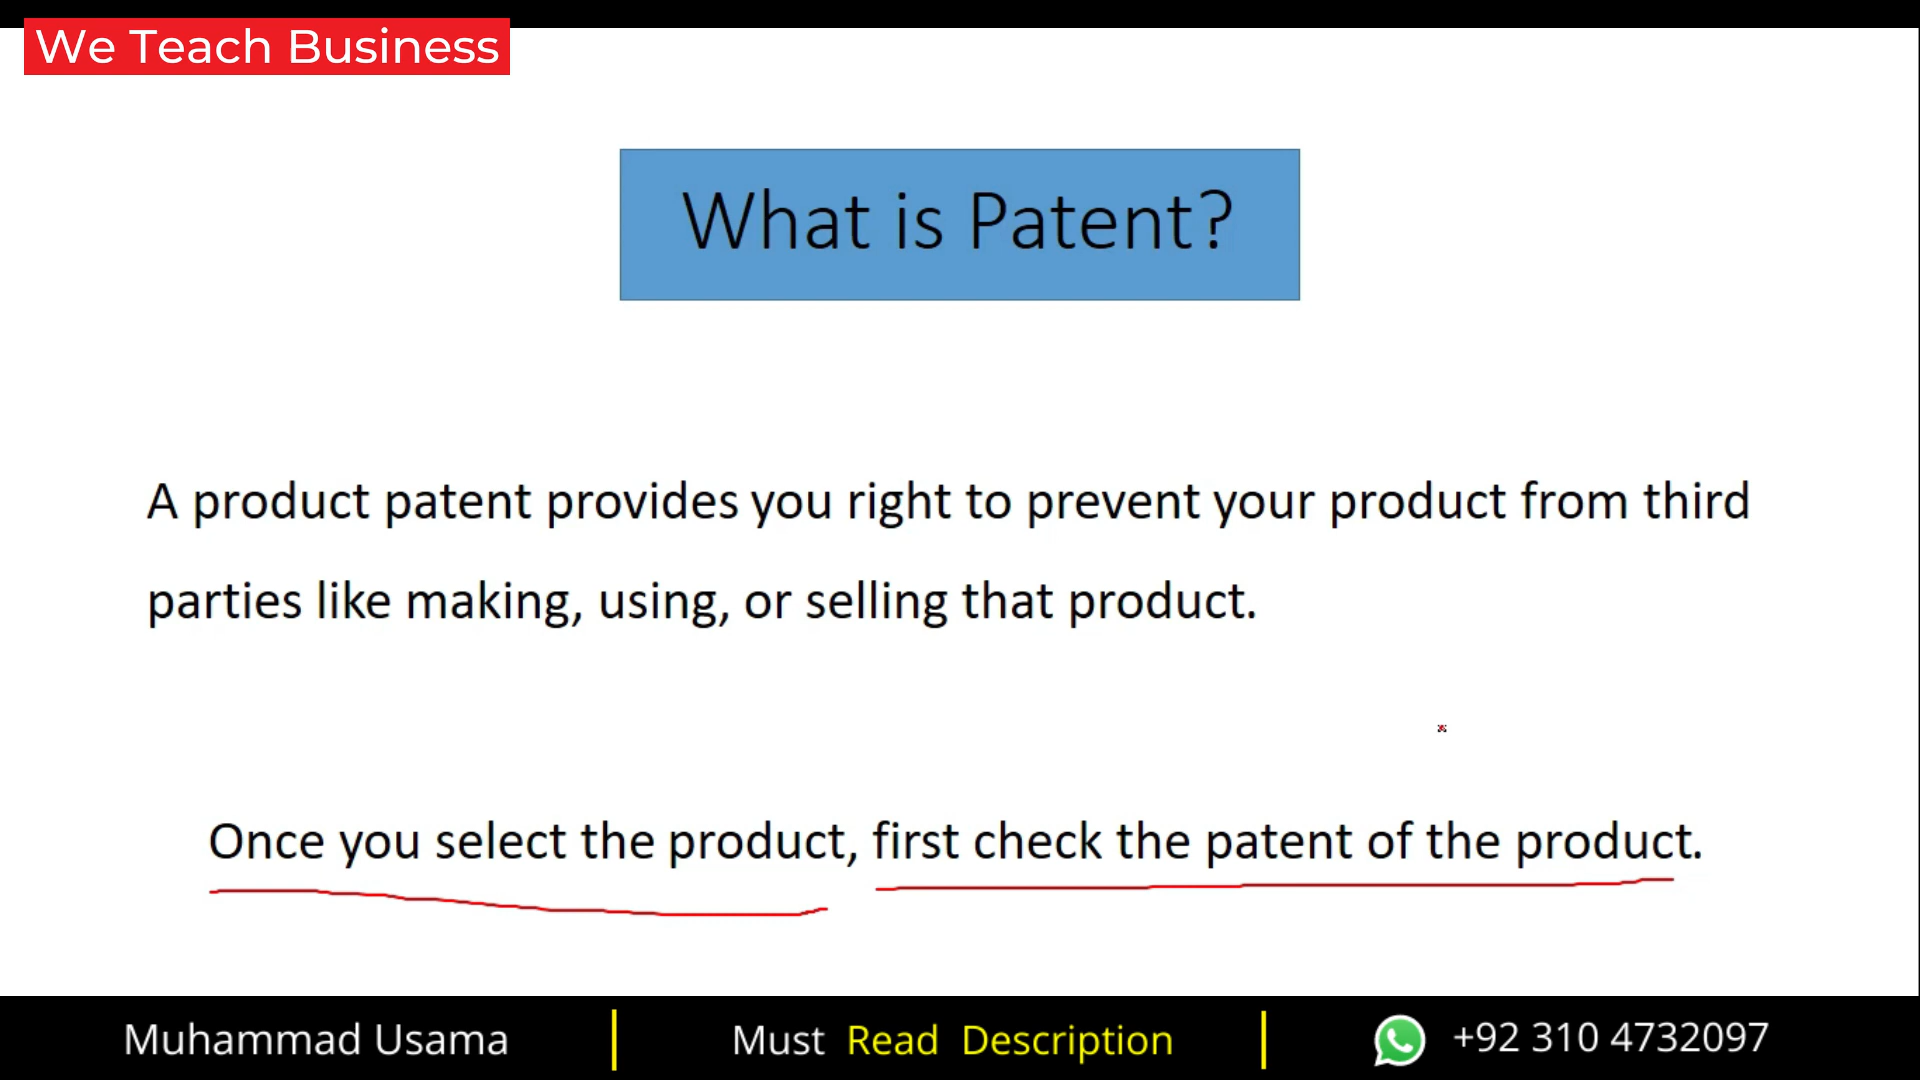 We Teach Business
What is Patent?
A product patent provides you right to prevent your product from third
parties like making, using, or selling that product.
Once you select the product, first check the patent of the product.
Muhammad Usama | Must Read Description | +92 310 4732097